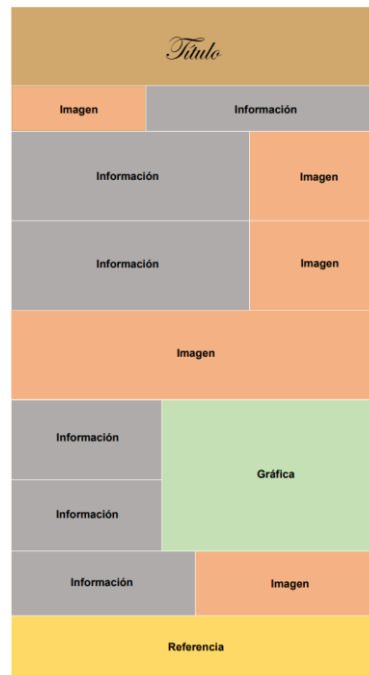 Título
Imagen
Información
Información
Imagen
Información
Imagen
Imagen
Información
Gráfica
Información
Información
Imagen
Referencia